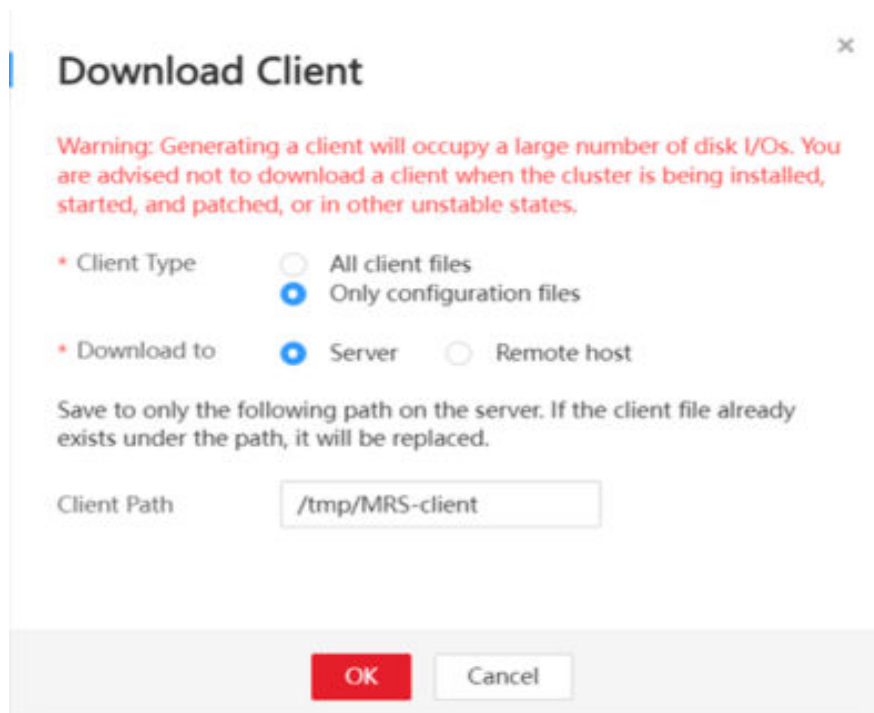 Download Client
Warning: Generating a client will occupy a large number of disk I/Os. You
are advised not to download a client when the cluster is being installed,
started, and patched, or in other unstable states.
* Client Type
All client files
Only configuration files
* Download to
Server
Remote host
Save to only the following path on the server. If the client file already
exists under the path, it will be replaced.
Client Path
/tmp/MRS-client
OK
Cancel